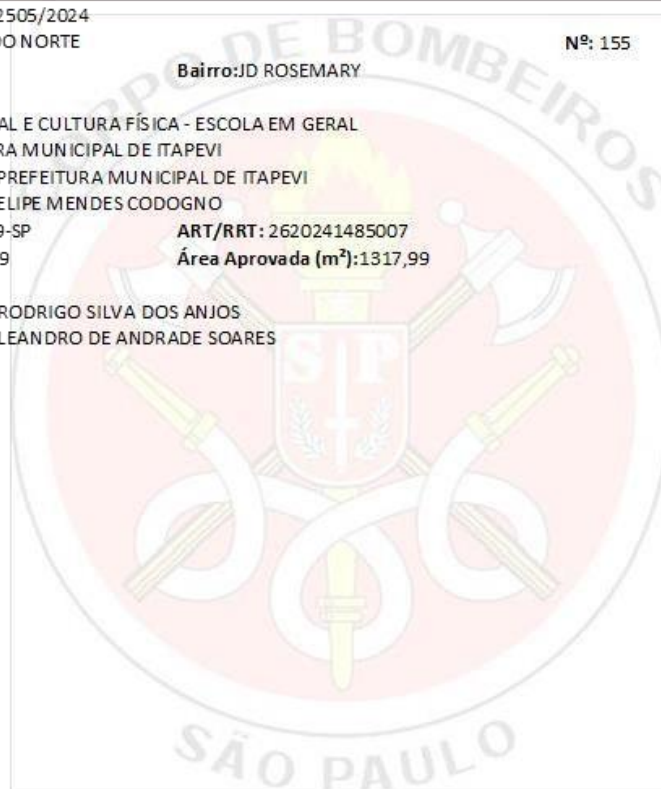 2505/2024
DO NORTE Nº: 155
Bairro:JD ROSEMARY
AL E CULTURA FÍSICA - ESCOLA EM GERAL
RA MUNICIPAL DE ITAPEVI
PREFEITURA MUNICIPAL DE ITAPEVI
ELIPE MENDES CODOGNO
9-SP ART/RRT: 2620241485007
9 Área Aprovada (m²):1317,99
RODRIGO SILVA DOS ANJOS
LEANDRO DE ANDRADE SOARES
CORPO DE BOMBEIROS
SP
SÃO PAULO